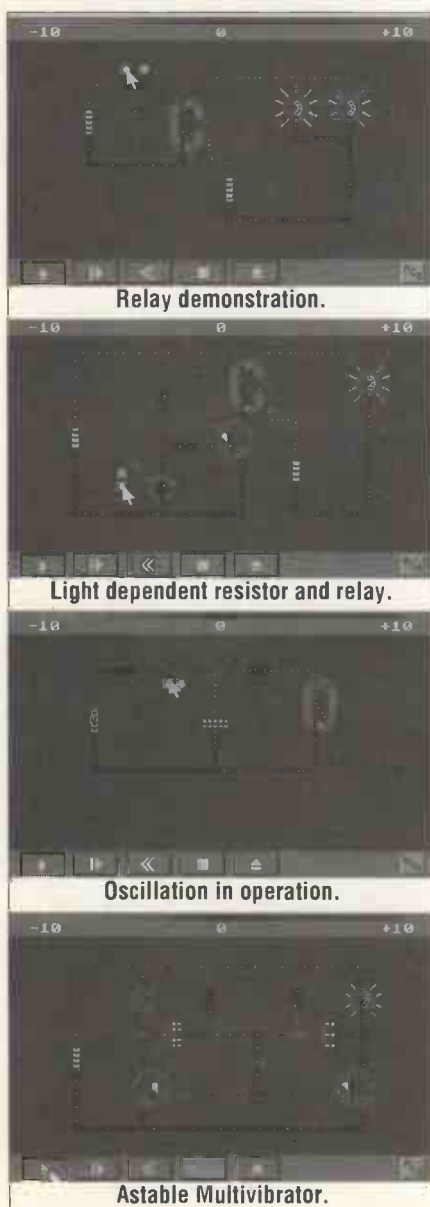 -10 0 +10
Relay demonstration.
-10 0 +10
Light dependent resistor and relay.
-10 0 +10
Oscillation in operation.
-10 0 +10
Astable Multivibrator.